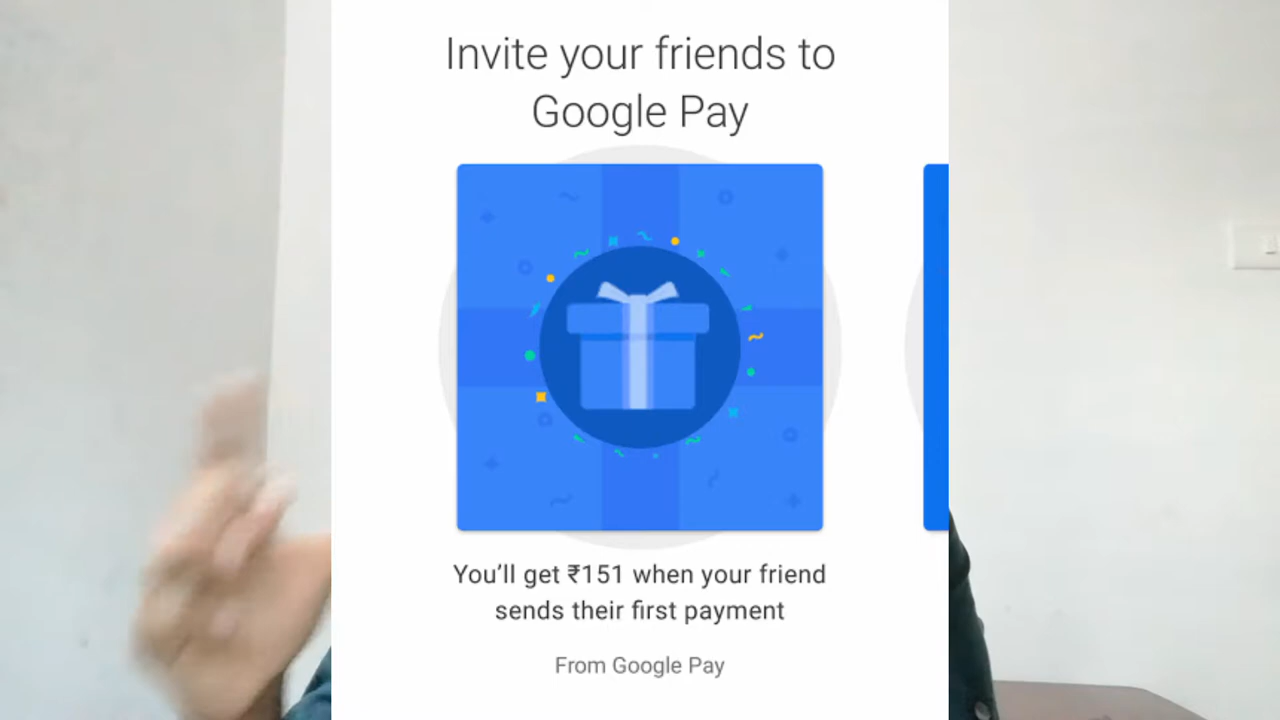 Invite your friends to
Google Pay
You’ll get ₹151 when your friend
sends their first payment
From Google Pay